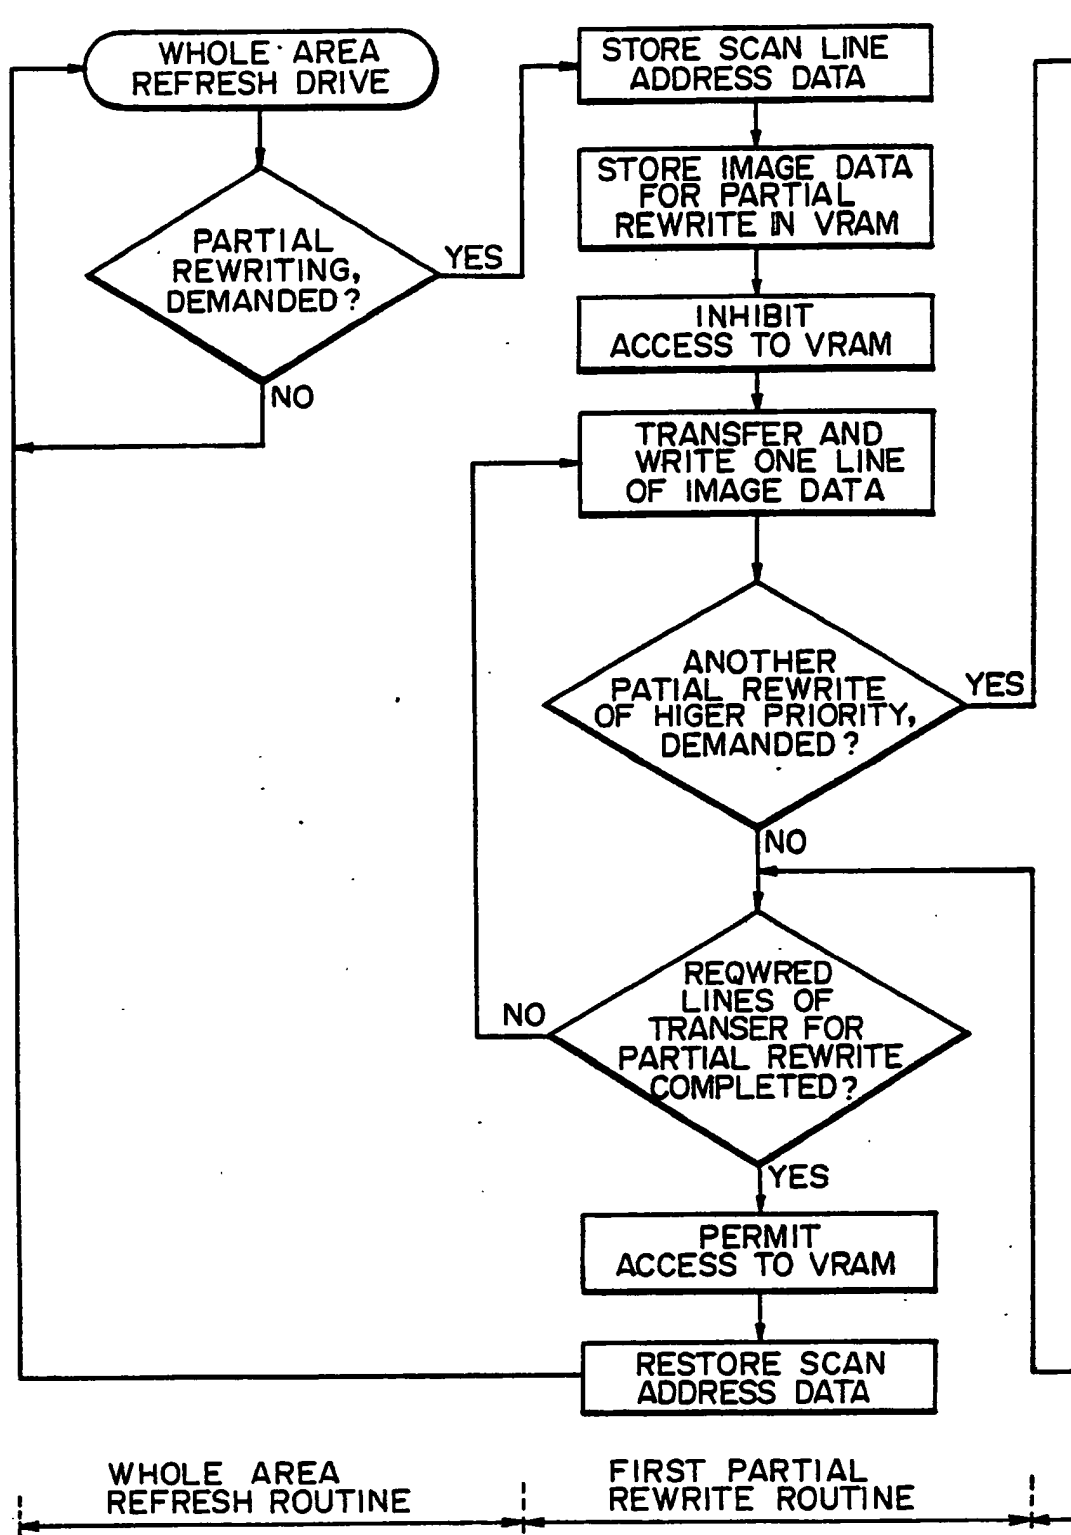 WHOLE AREA
REFRESH DRIVE
PARTIAL
REWRITING,
DEMANDED?
YES
NO
STORE SCAN LINE
ADDRESS DATA
STORE IMAGE DATA
FOR PARTIAL
REWRITE IN VRAM
INHIBIT
ACCESS TO VRAM
TRANSFER AND
WRITE ONE LINE
OF IMAGE DATA
ANOTHER
PATIAL REWRITE
OF HIGER PRIORITY,
DEMANDED?
YES
NO
REQWRED
LINES OF
TRANSER FOR
PARTIAL REWRITE
COMPLETED?
NO
YES
PERMIT
ACCESS TO VRAM
RESTORE SCAN
ADDRESS DATA
WHOLE AREA
REFRESH ROUTINE
FIRST PARTIAL
REWRITE ROUTINE